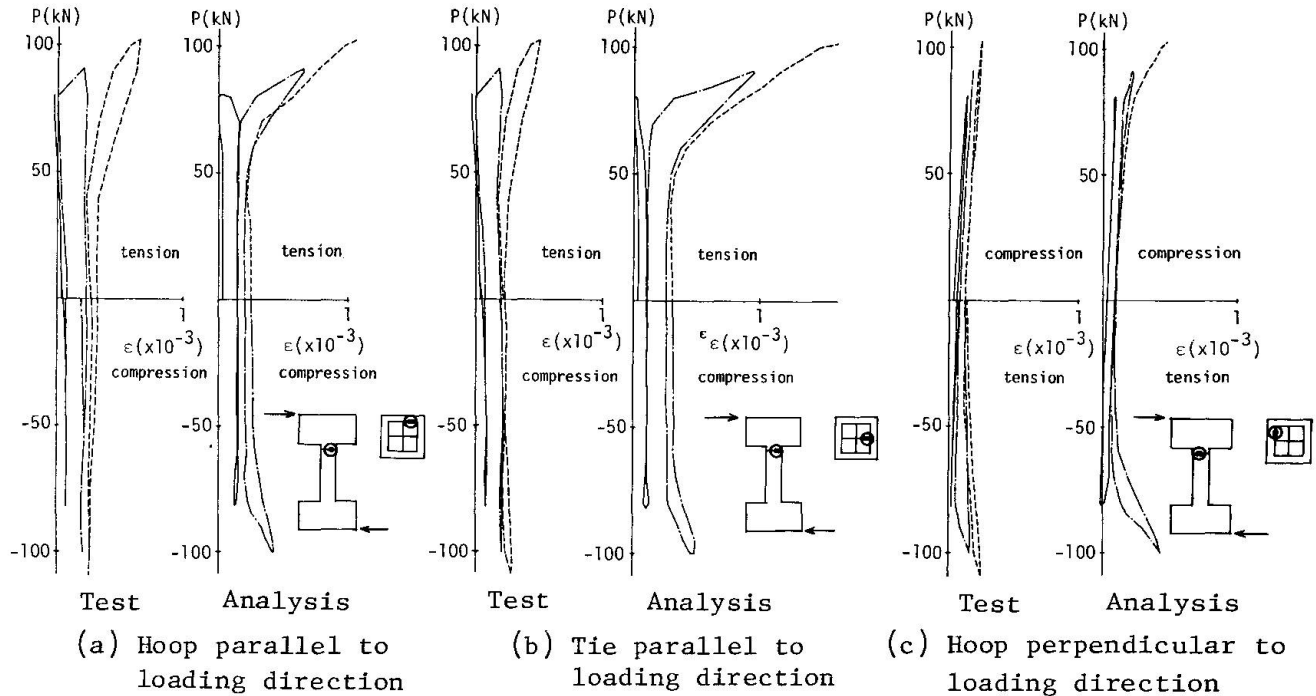 P(kN) P(kN) P(kN) P(kN) P(kN) P(kN)
100 100 100 100 100 100
50 50 50 50 50 50
tension tension tension tension compression compression
1 1 1 1 1 1
ε(x10⁻³) ε(x10⁻³) ε(x10⁻³) ε ε(x10⁻³) ε(x10⁻³) ε(x10⁻³)
compression compression compression compression tension tension
-50 -50 -50 -50 -50 -50
-100 -100 -100 -100 -100 -100
Test Analysis Test Analysis Test Analysis
(a) Hoop parallel to loading direction
(b) Tie parallel to loading direction
(c) Hoop perpendicular to loading direction